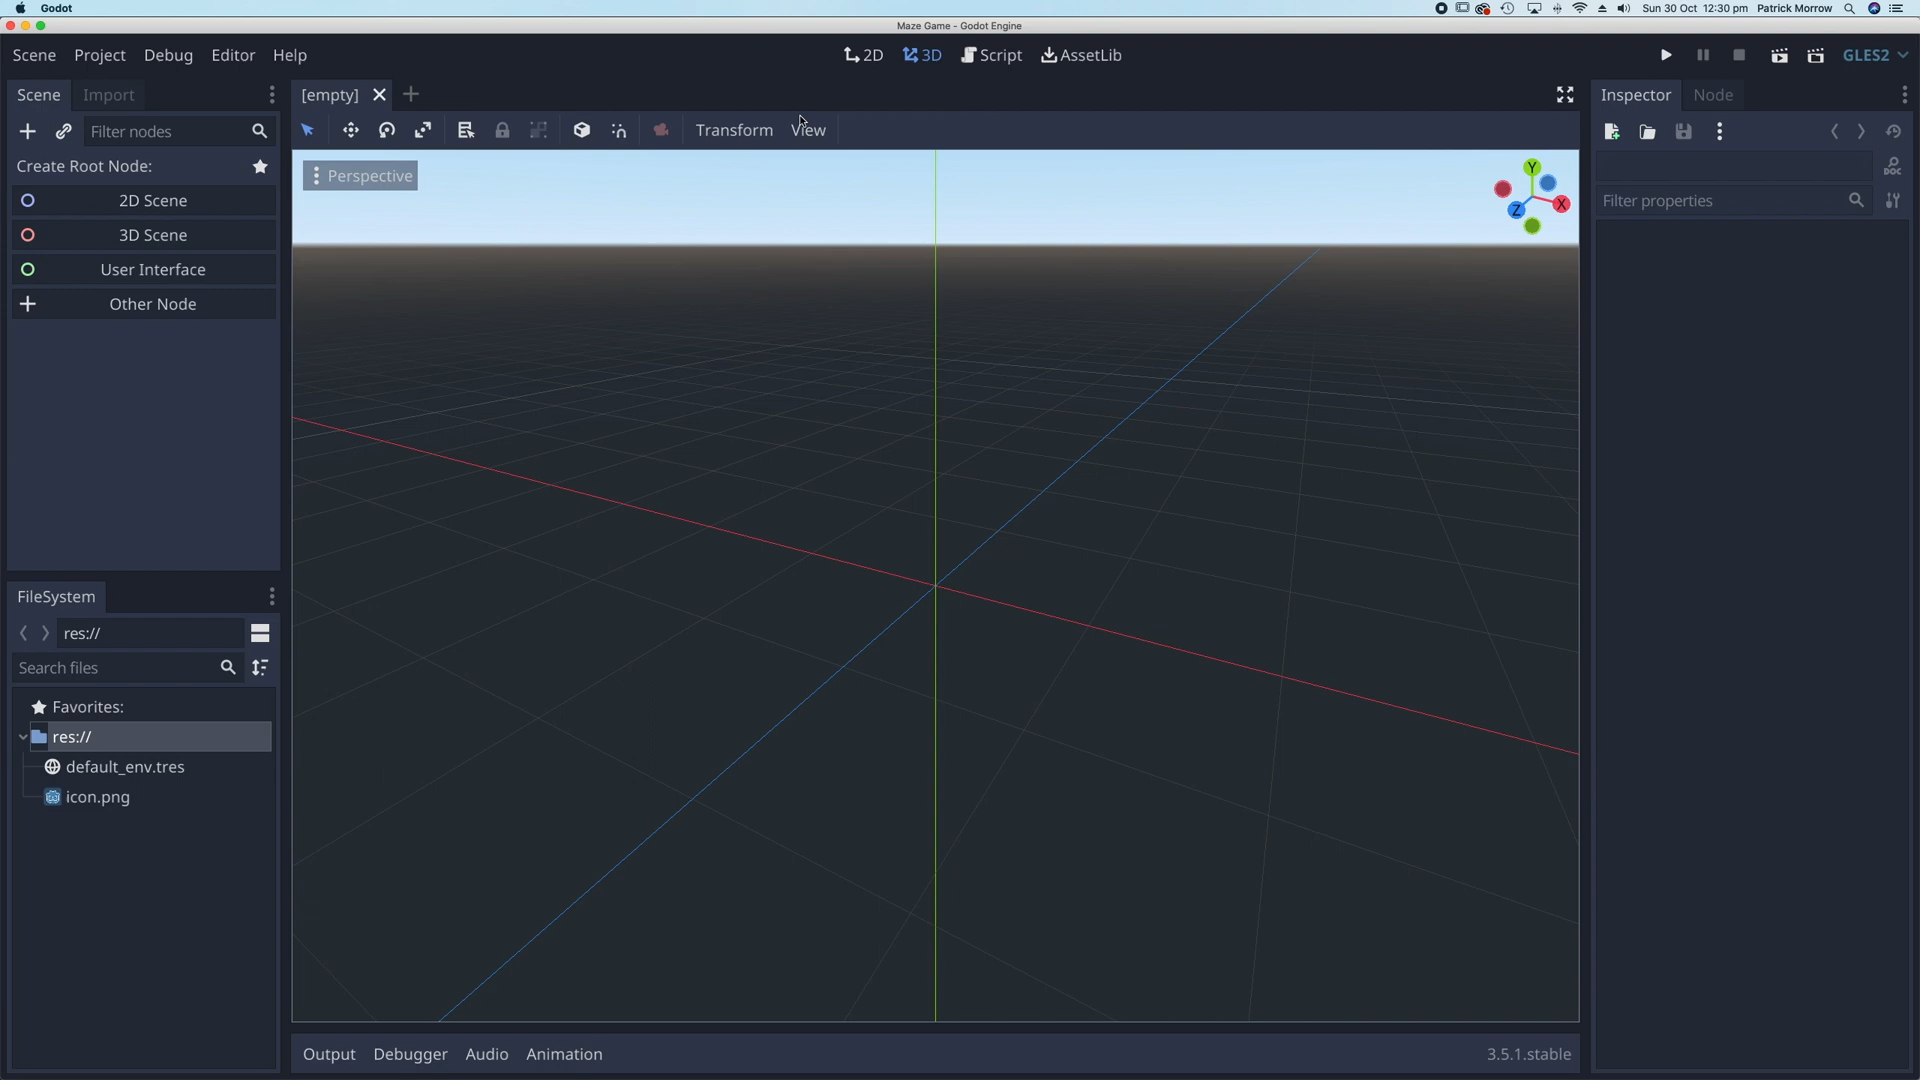 Godot
Sun 30 Oct 12:30 pm Patrick Morrow
Maze Game - Godot Engine
Scene Project Debug Editor Help
2D 3D Script AssetLib
GLES2
Scene Import
[empty]
Inspector Node
Filter nodes
Transform View
Create Root Node:
Perspective
DOC
2D Scene
Filter properties
3D Scene
User Interface
Other Node
Y
X
Z
FileSystem
res://
Search files
Favorites:
res://
default_env.tres
icon.png
Output Debugger Audio Animation
3.5.1.stable